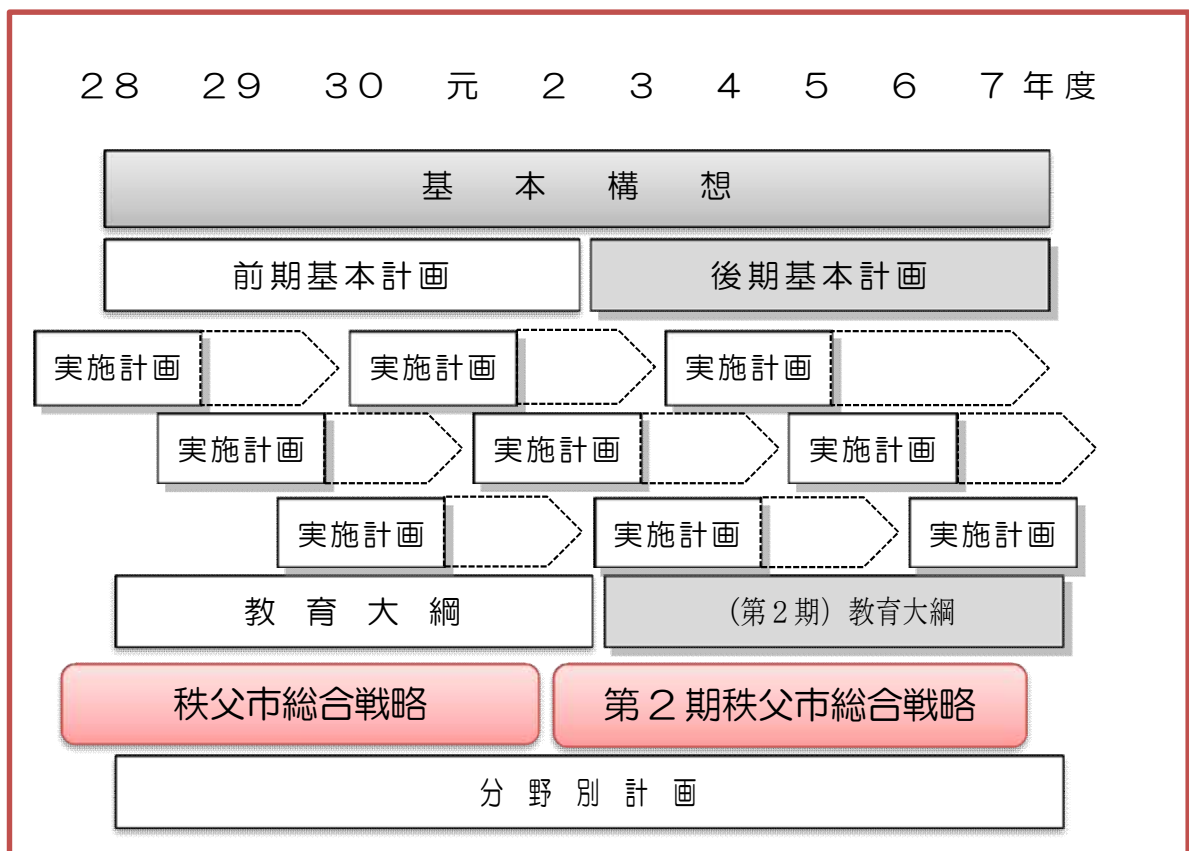 28 29 30 元 2 3 4 5 6 7年度
基本構想
前期基本計画 後期基本計画
実施計画 実施計画 実施計画
実施計画 実施計画 実施計画
実施計画 実施計画 実施計画
教育大綱 (第2期)教育大綱
秩父市総合戦略 第2期秩父市総合戦略
分野別計画